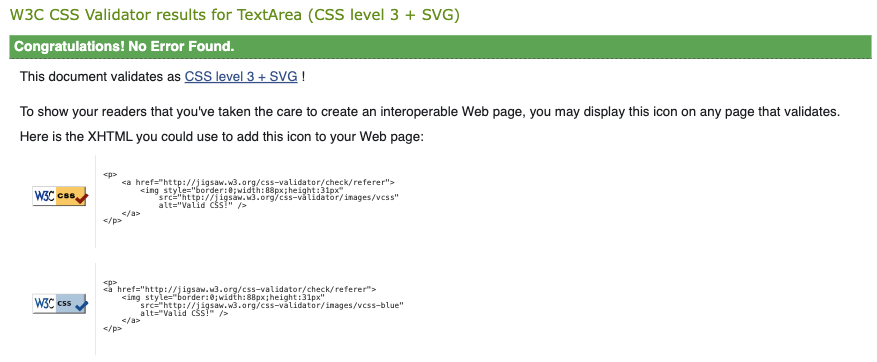 W3C CSS Validator results for TextArea (CSS level 3 + SVG)
Congratulations! No Error Found.
This document validates as CSS level 3 + SVG !
To show your readers that you've taken the care to create an interoperable Web page, you may display this icon on any page that validates.
Here is the XHTML you could use to add this icon to your Web page:
W3C css
<p>
<a href="http://jigsaw.w3.org/css-validator/check/referer">
<img style="border:0;width:88px;height:31px"
src="http://jigsaw.w3.org/css-validator/images/vcss"
alt="Valid CSS!" />
</a>
</p>
W3C css
<p>
<a href="http://jigsaw.w3.org/css-validator/check/referer">
<img style="border:0;width:88px;height:31px"
src="http://jigsaw.w3.org/css-validator/images/vcss-blue"
alt="Valid CSS!" />
</a>
</p>